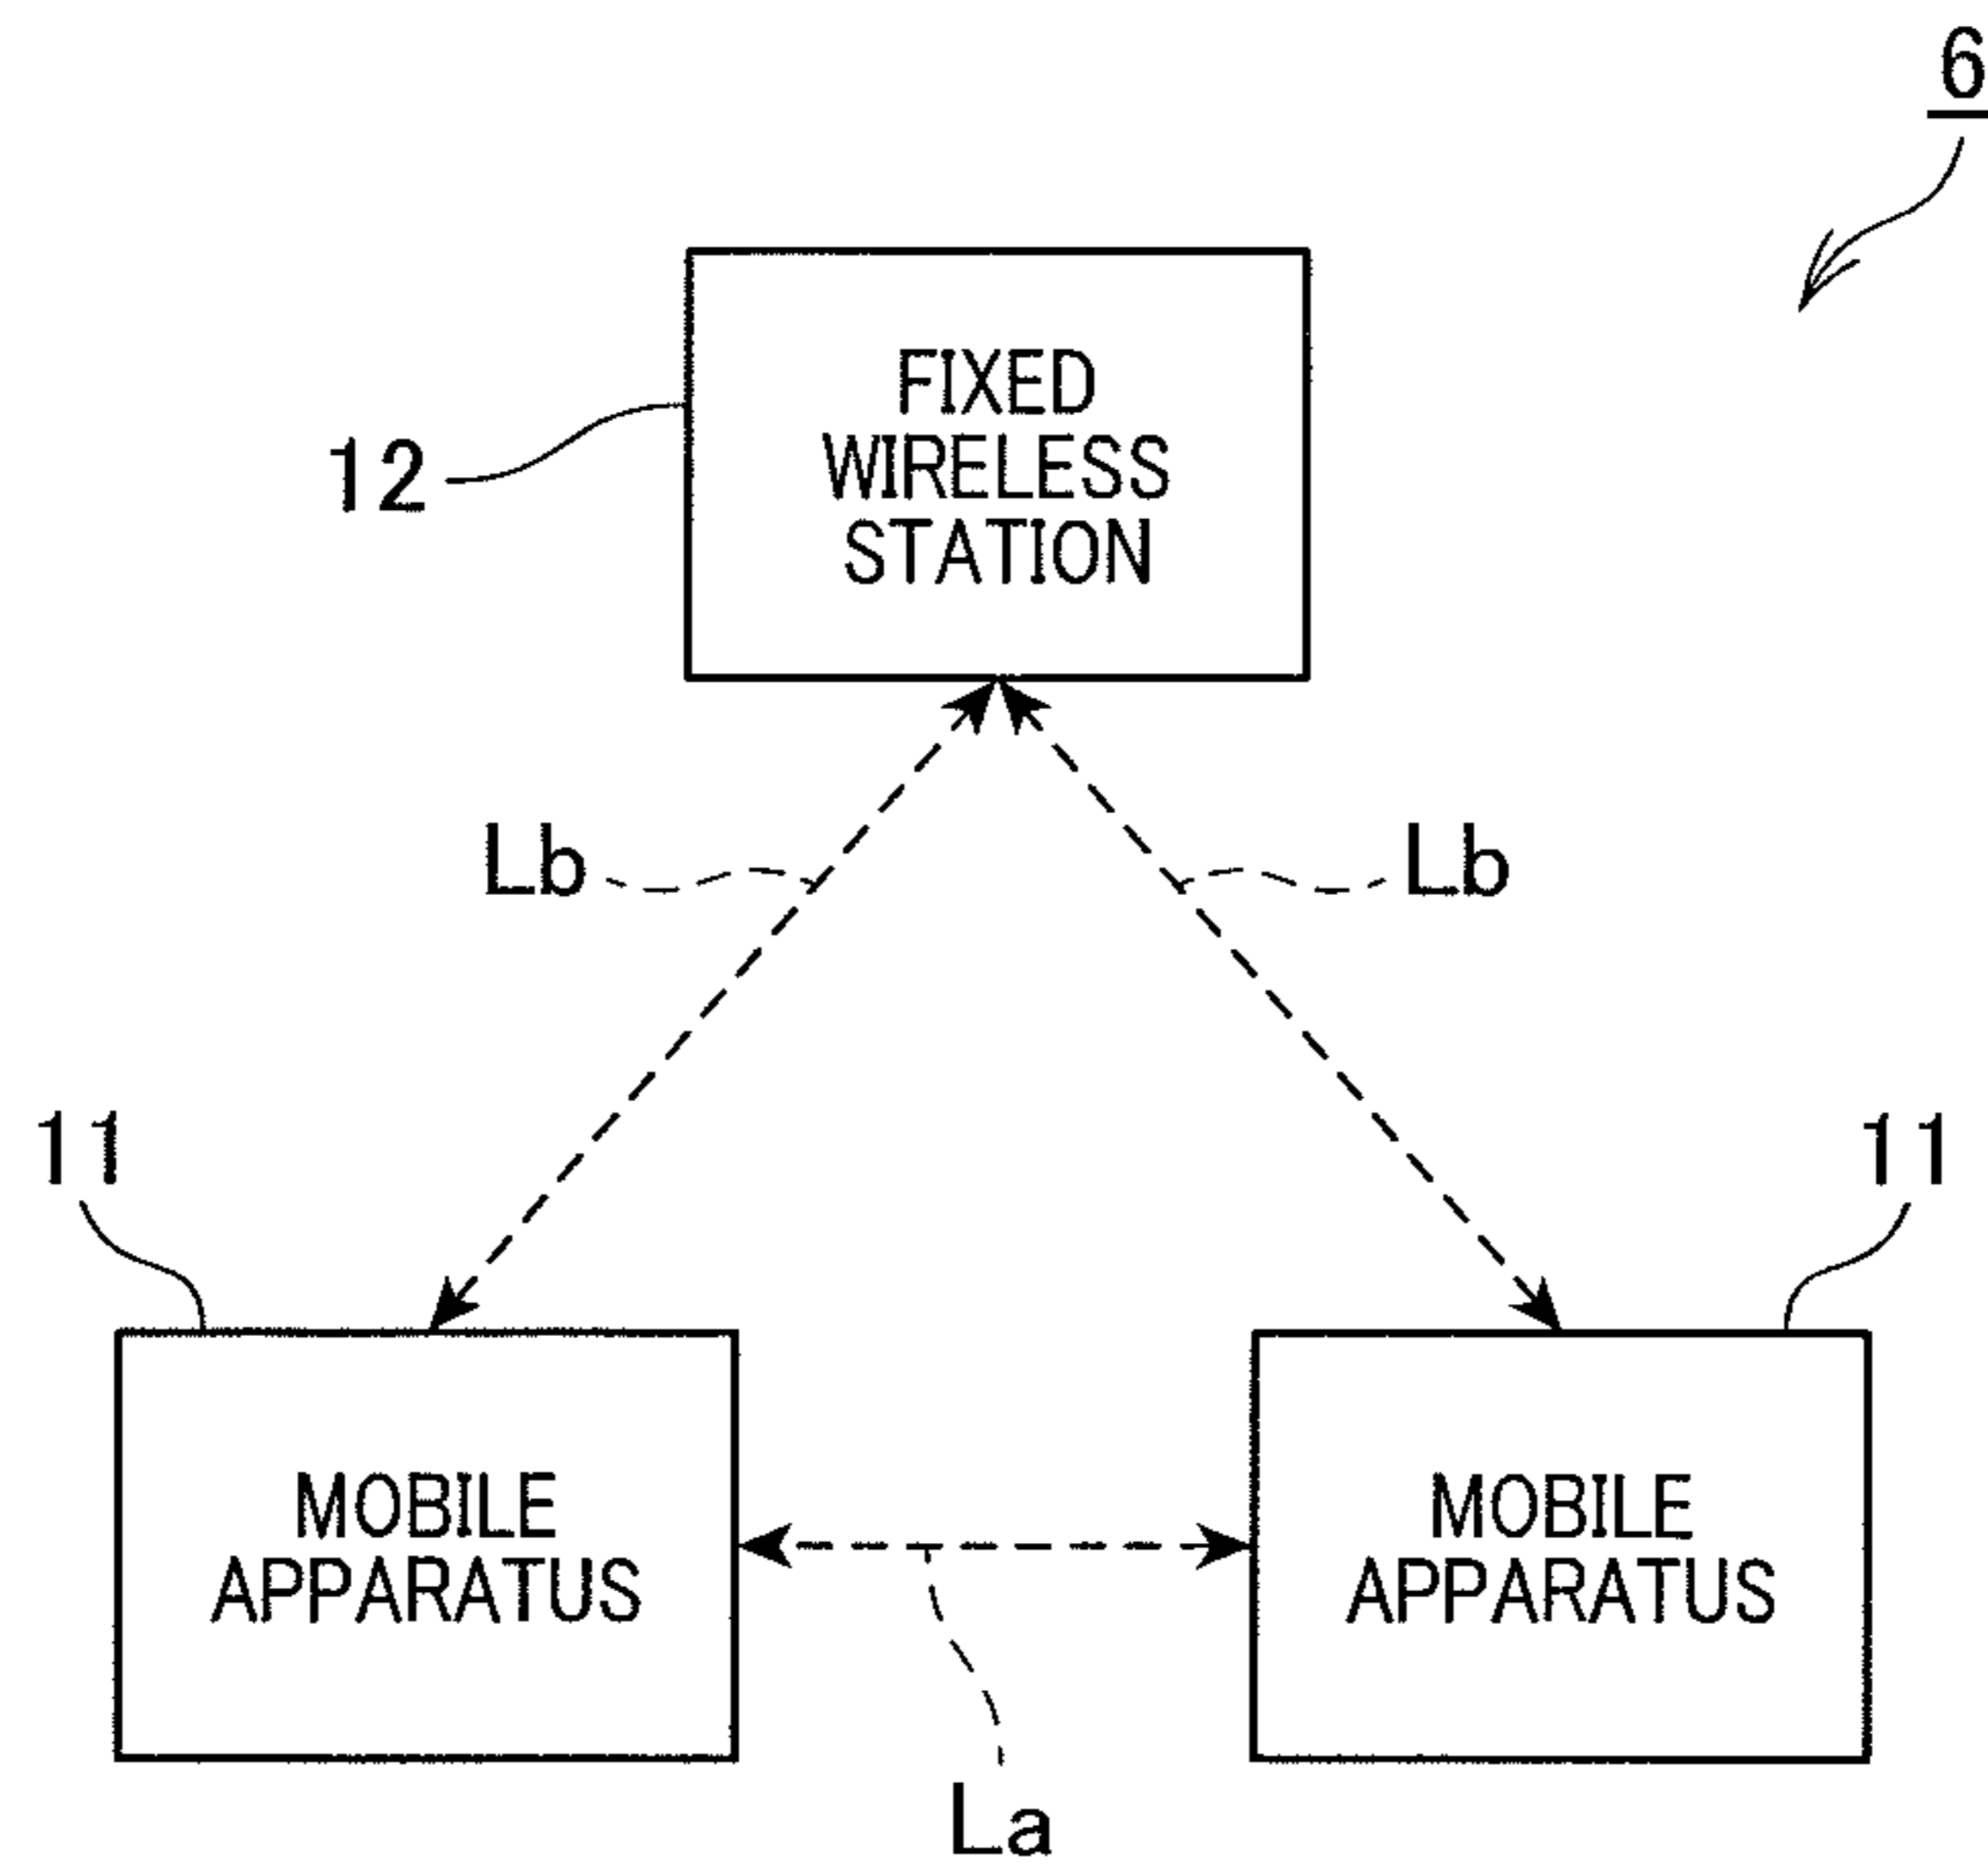 6
FIXED
WIRELESS
STATION
12
Lb
Lb
11
11
MOBILE
APPARATUS
MOBILE
APPARATUS
La